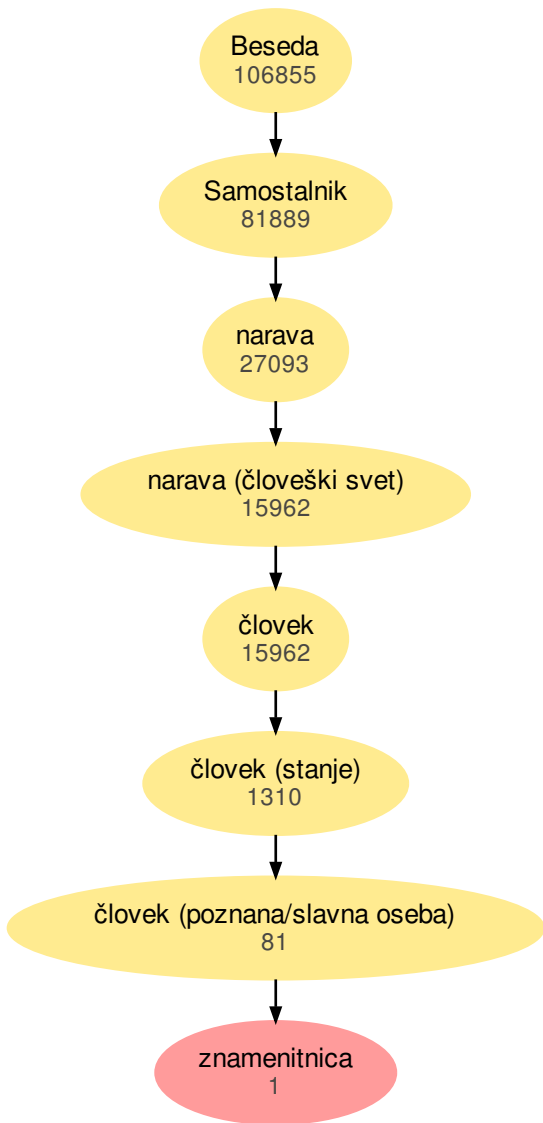 Beseda
106855
Samostalnik
81889
narava
27093
narava (človeški svet)
15962
človek
15962
človek (stanje)
1310
človek (poznana/slavna oseba)
81
znamenitnica
1